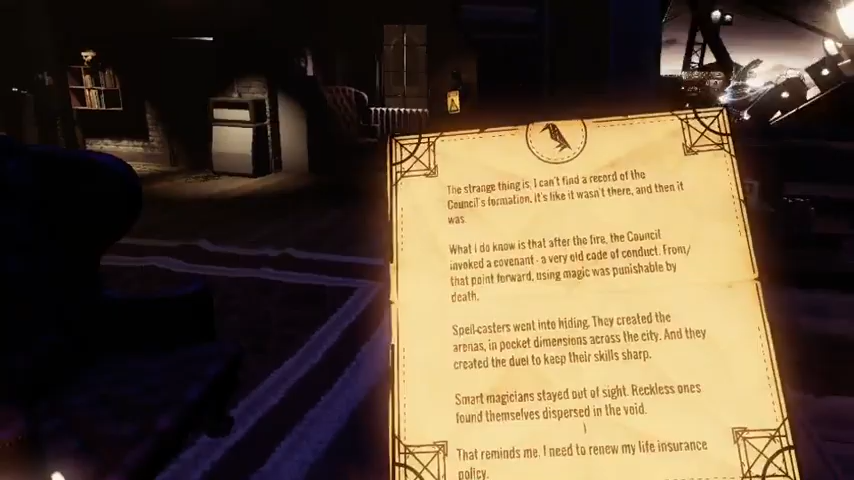 The strange thing is, I can't find a record of the
Council's formation. It's like it wasn't there, and then it
was.
What I do know is that after the fire, the Council
invoked a covenant - a very old code of conduct. From
that point forward, using magic was punishable by
death.
Spell-casters went into hiding. They created the
arenas, in pocket dimensions across the city. And they
created the duel to keep their skills sharp.
Smart magicians stayed out of sight. Reckless ones
found themselves dispersed in the void.
That reminds me. I need to renew my life insurance
policy.